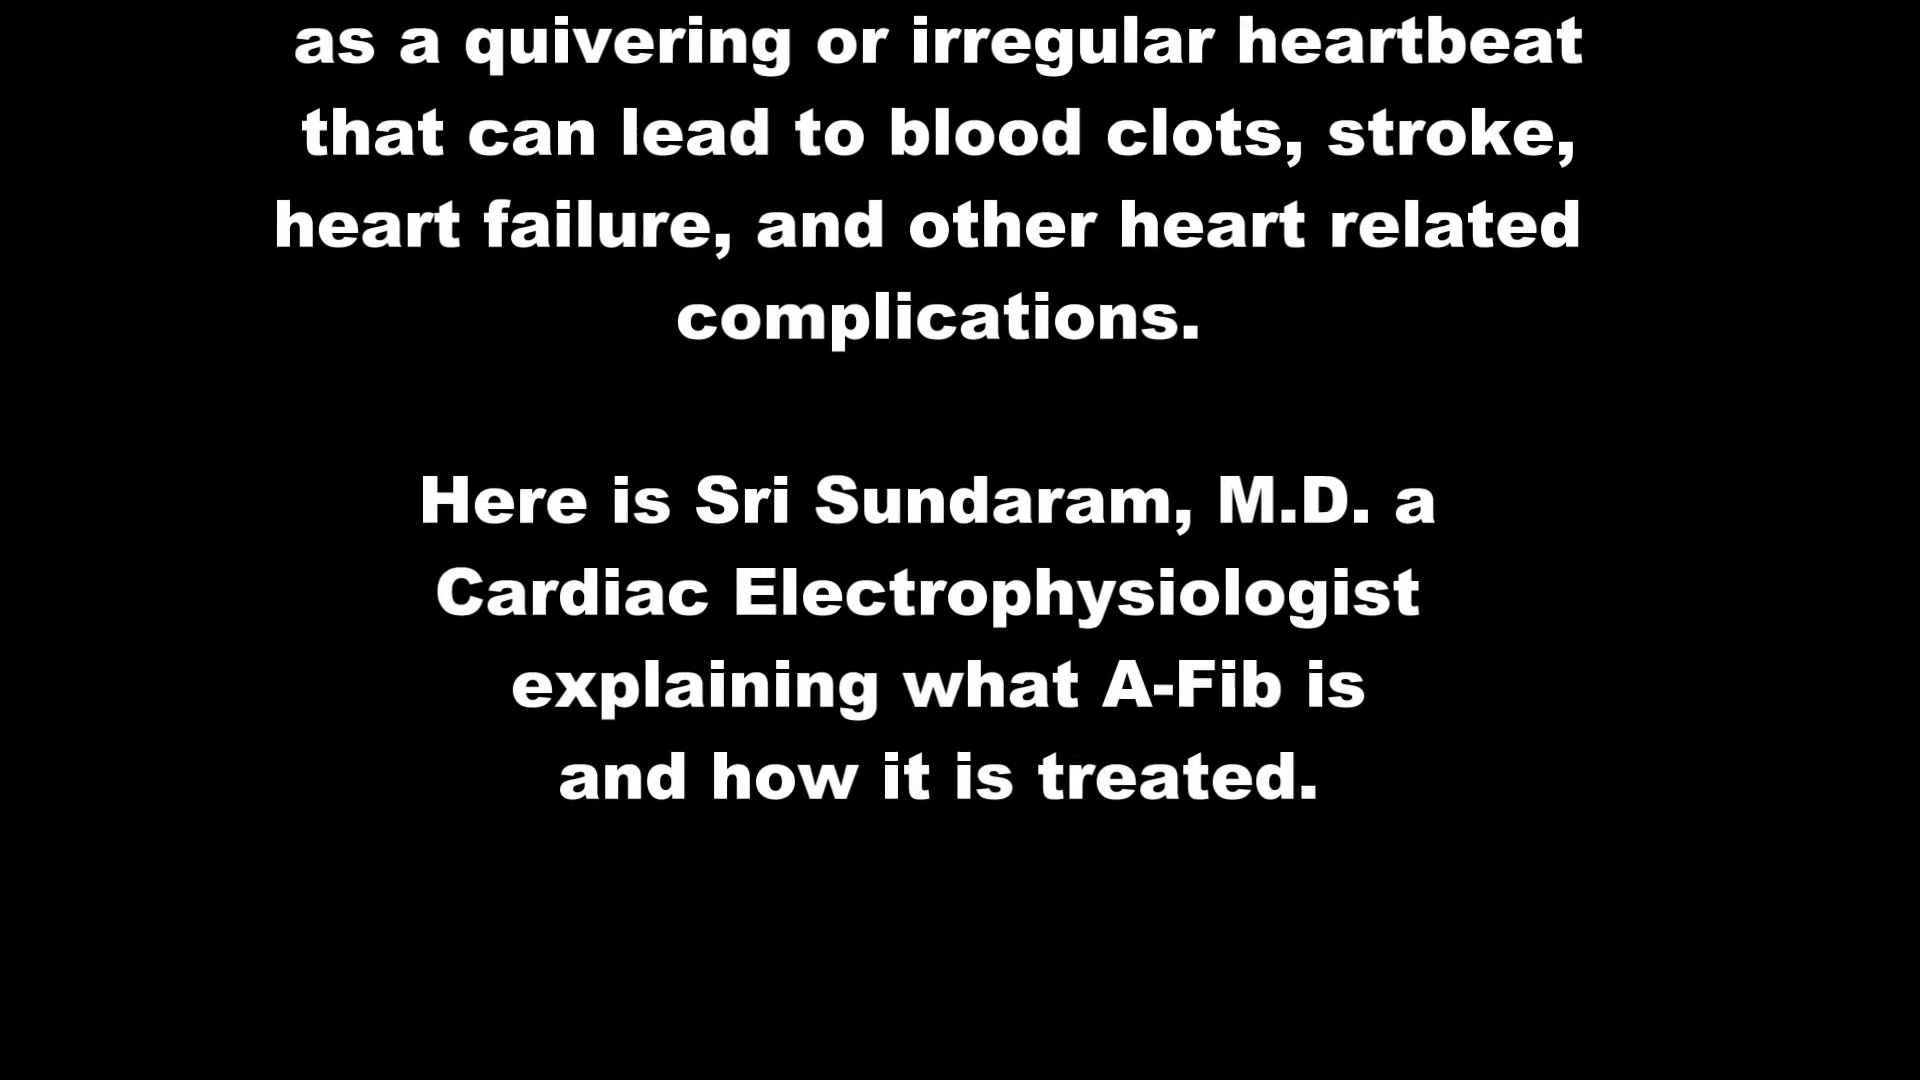 as a quivering or irregular heartbeat
that can lead to blood clots, stroke,
heart failure, and other heart related
complications.
Here is Sri Sundaram, M.D. a
Cardiac Electrophysiologist
explaining what A-Fib is
and how it is treated.